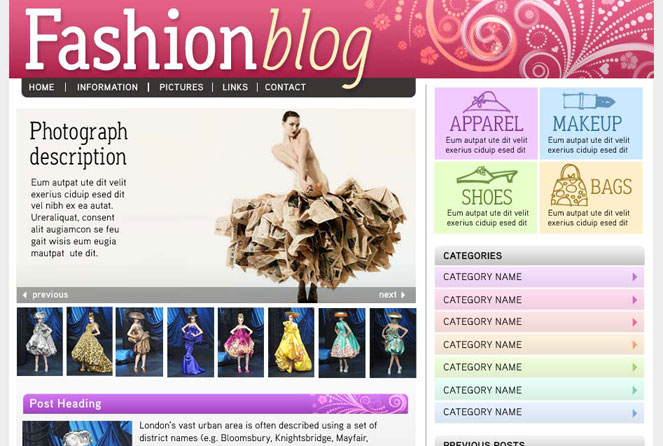 Fashionblog
HOME | INFORMATION | PICTURES | LINKS | CONTACT
Photograph
description
Eum autpat ute dit velit
exerius ciduip esed dit
vel nibh ex ea autat.
Ureraliquat, consent
alit augiamcon se feu
gait wisis eum eugia
mautpat ute dit.
previous
next
Post Heading
London's vast urban area is often described using a set of
district names (e.g. Bloomsbury, Knightsbridge, Mayfair,
APPAREL
Eum autpat ute dit velit
exerius ciduip esed dit
MAKEUP
Eum autpat ute dit velit
exerius ciduip esed dit
SHOES
Eum autpat ute dit velit
exerius ciduip esed dit
BAGS
Eum autpat ute dit velit
exerius ciduip esed dit
CATEGORIES
CATEGORY NAME
CATEGORY NAME
CATEGORY NAME
CATEGORY NAME
CATEGORY NAME
CATEGORY NAME
CATEGORY NAME
PREVIOUS POSTS